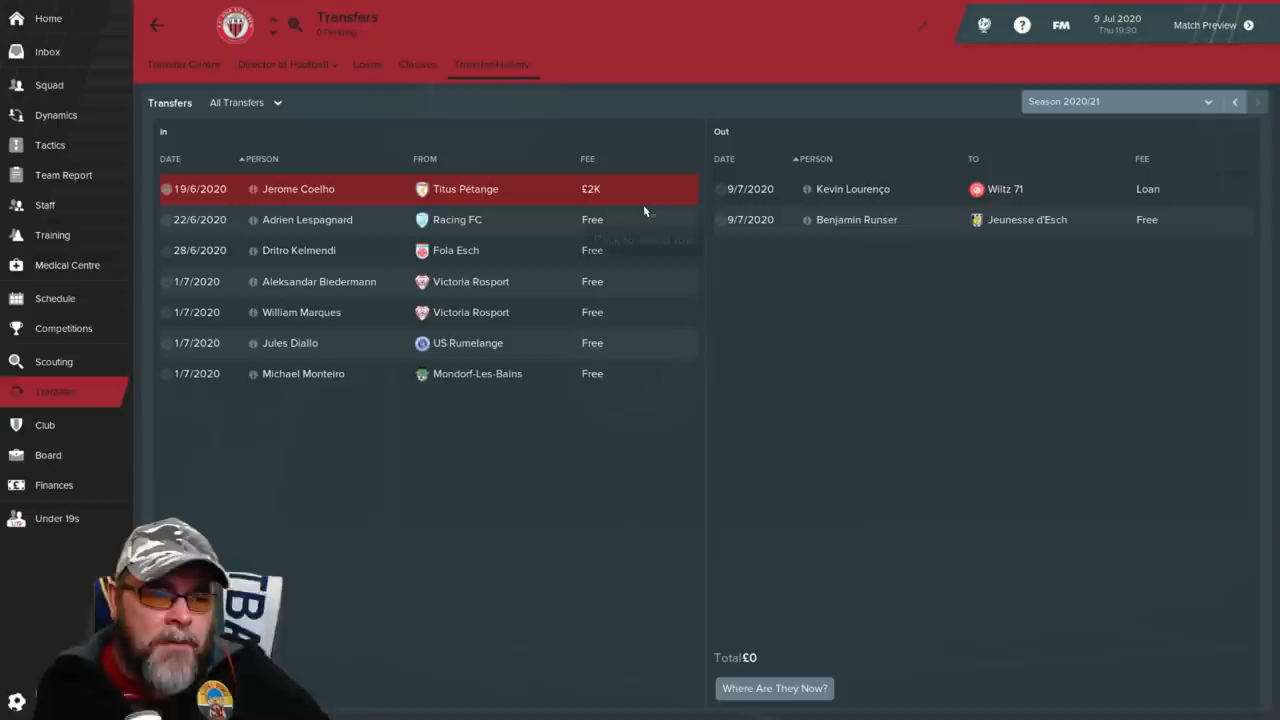 Home
Inbox
Squad
Dynamics
Tactics
Team Report
Staff
Training
Medical Centre
Schedule
Competitions
Scouting
Transfers
Club
Board
Finances
Under 19s
Transfers
0 Pending
9 Jul 2020
Thu 19:30
FM
Match Preview
Transfer Centre
Director of Football
Loans
Clauses
Transfer History
Transfers
All Transfers
Season 2020/21
In
DATE PERSON FROM FEE
19/6/2020 Jerome Coelho Titus Pétange £2K
22/6/2020 Adrien Lespagnard Racing FC Free
28/6/2020 Dritro Kelmendi Fola Esch Free
1/7/2020 Aleksandar Biedermann Victoria Rosport Free
1/7/2020 William Marques Victoria Rosport Free
1/7/2020 Jules Diallo US Rumelange Free
1/7/2020 Michael Monteiro Mondorf-Les-Bains Free
Out
DATE PERSON TO FEE
9/7/2020 Kevin Lourenço Wiltz 71 Loan
9/7/2020 Benjamin Runser Jeunesse d'Esch Free
Total £0
Where Are They Now?